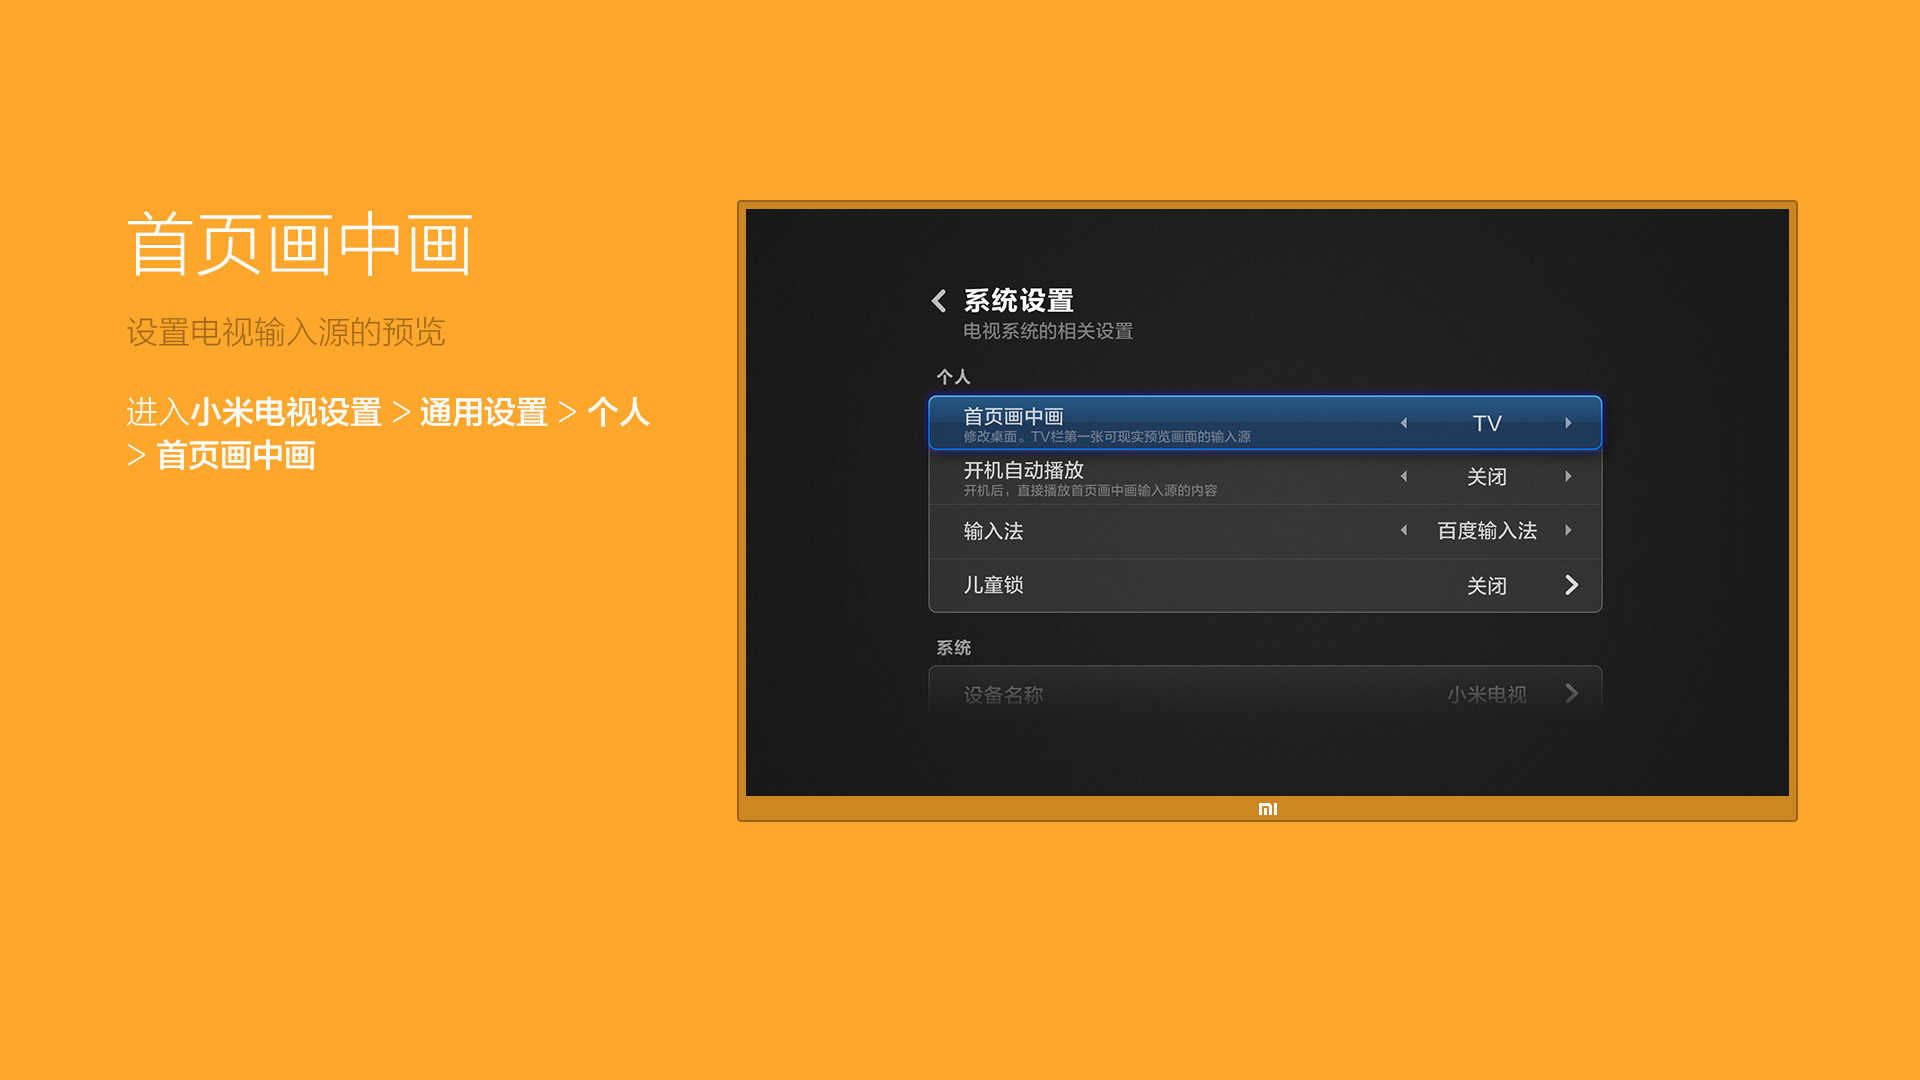 首页画中画
设置电视输入源的预览
进入小米电视设置 > 通用设置 > 个人
> 首页画中画
系统设置
电视系统的相关设置
个人
首页画中画
TV
修改桌面。TV栏第一张可现实预览画面的输入源
开机自动播放
关闭
开机后，直接播放首页画中画输入源的内容
输入法
百度输入法
儿童锁
关闭
系统
设备名称
小米电视
MI